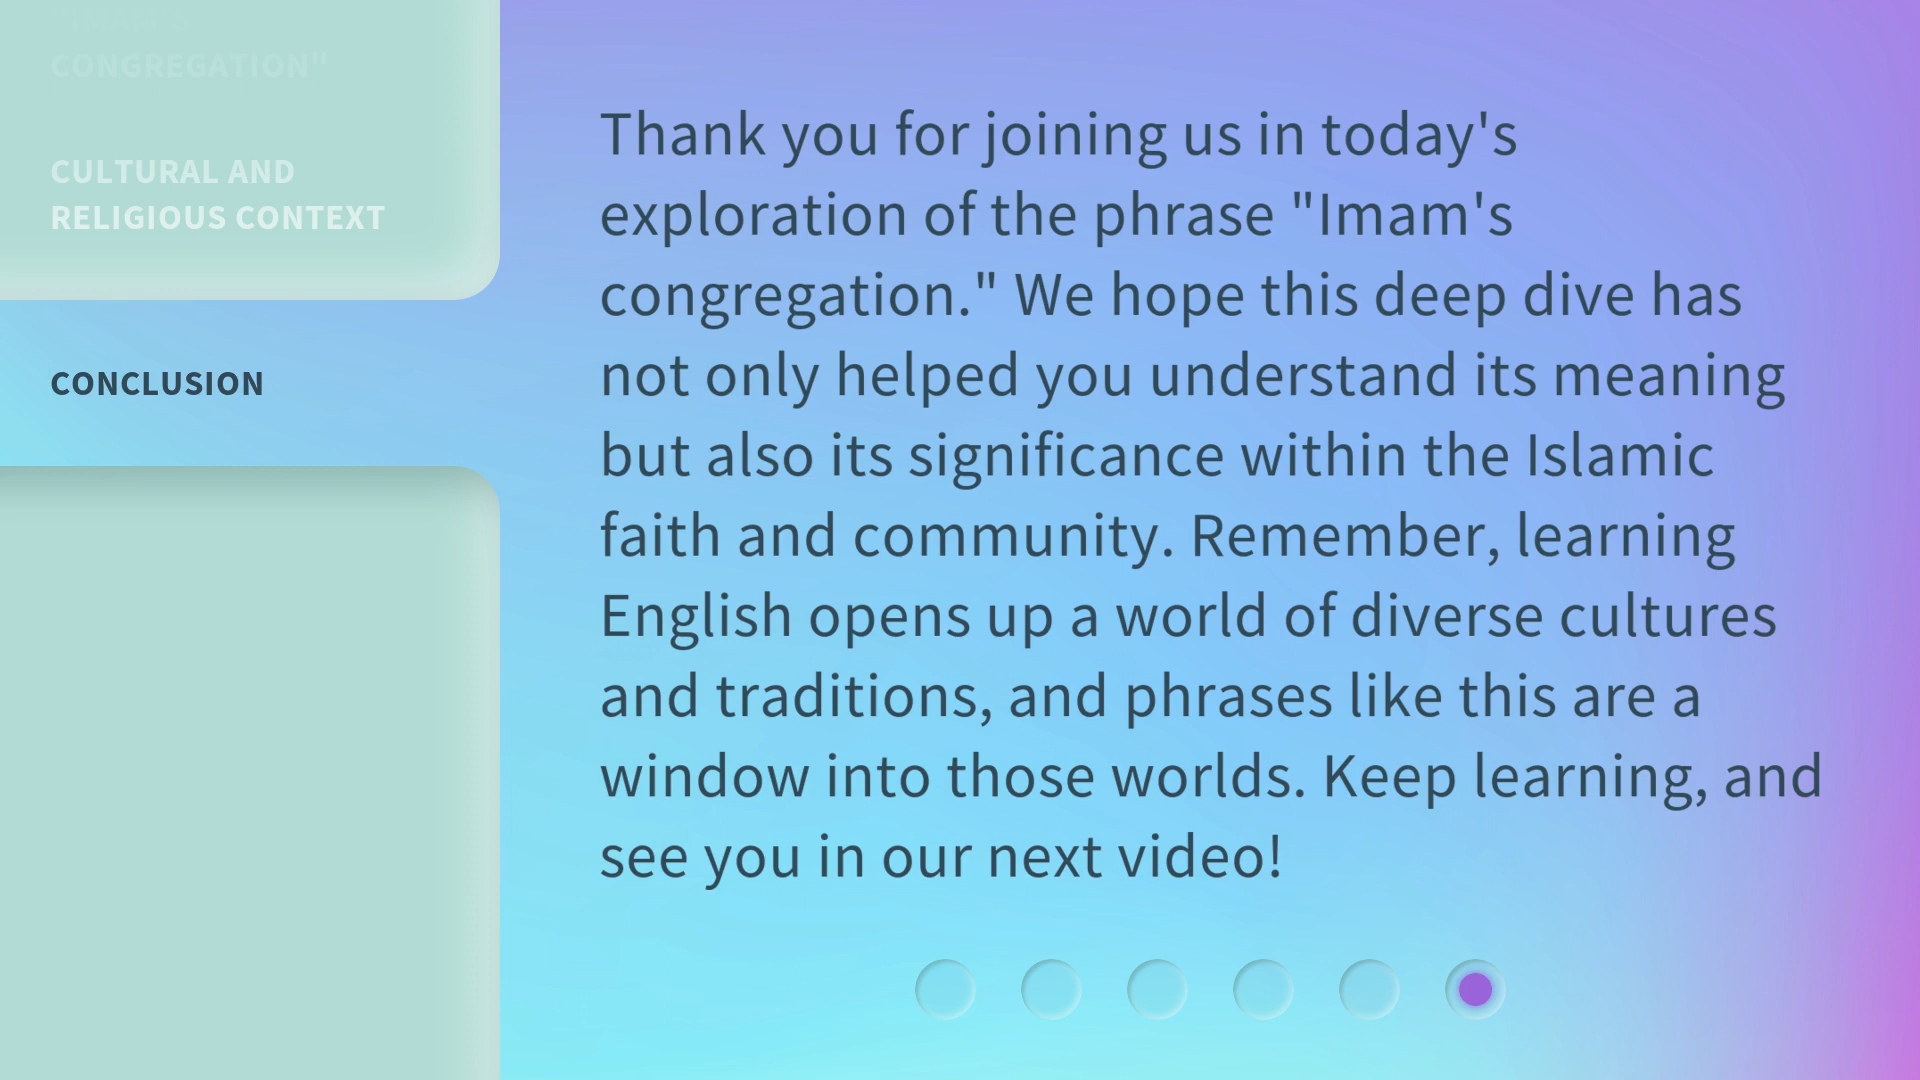 "IMAM'S
CONGREGATION"
CULTURAL AND
RELIGIOUS CONTEXT
CONCLUSION
Thank you for joining us in today's
exploration of the phrase "Imam's
congregation." We hope this deep dive has
not only helped you understand its meaning
but also its significance within the Islamic
faith and community. Remember, learning
English opens up a world of diverse cultures
and traditions, and phrases like this are a
window into those worlds. Keep learning, and
see you in our next video!